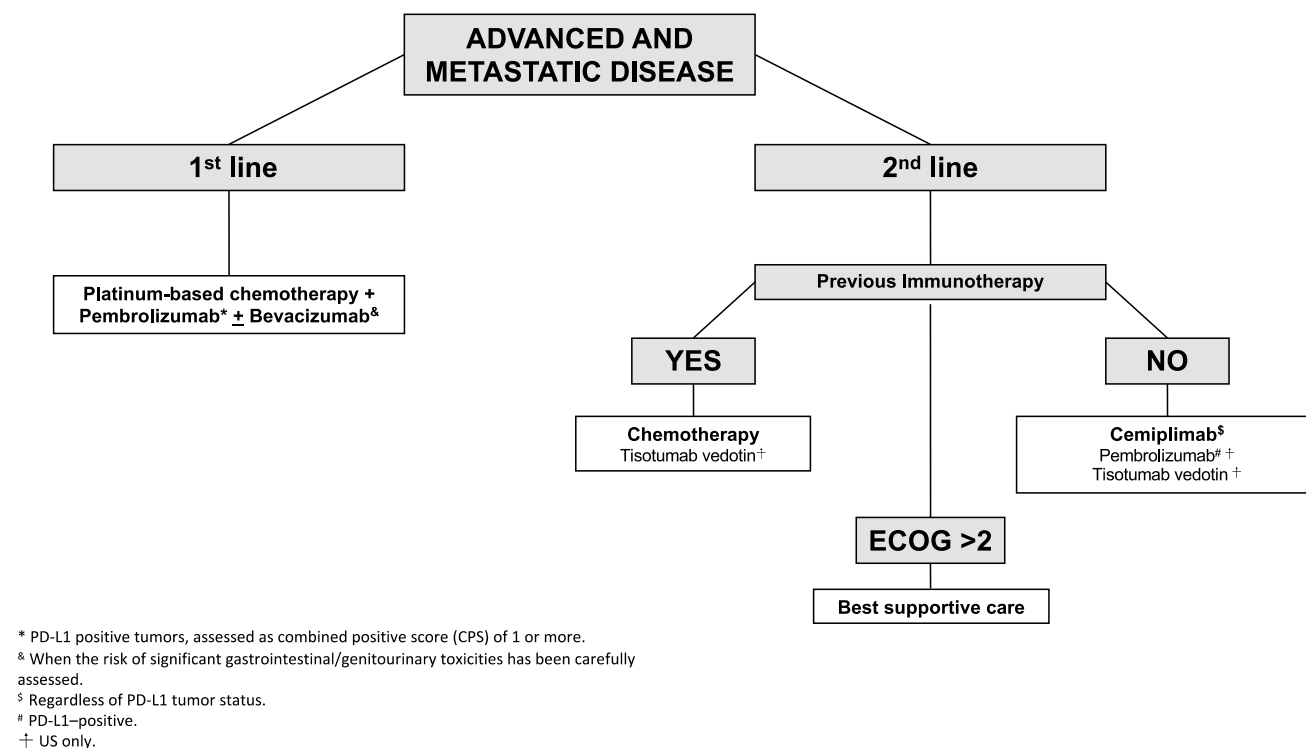 ADVANCED AND
METASTATIC DISEASE
1st line
2nd line
Platinum-based chemotherapy +
Pembrolizumab* ± Bevacizumab&
Previous Immunotherapy
YES
NO
Chemotherapy
Tisotumab vedotin†
Cemiplimab$
Pembrolizumab# †
Tisotumab vedotin †
ECOG >2
Best supportive care
* PD-L1 positive tumors, assessed as combined positive score (CPS) of 1 or more.
& When the risk of significant gastrointestinal/genitourinary toxicities has been carefully
assessed.
$ Regardless of PD-L1 tumor status.
# PD-L1–positive.
† US only.